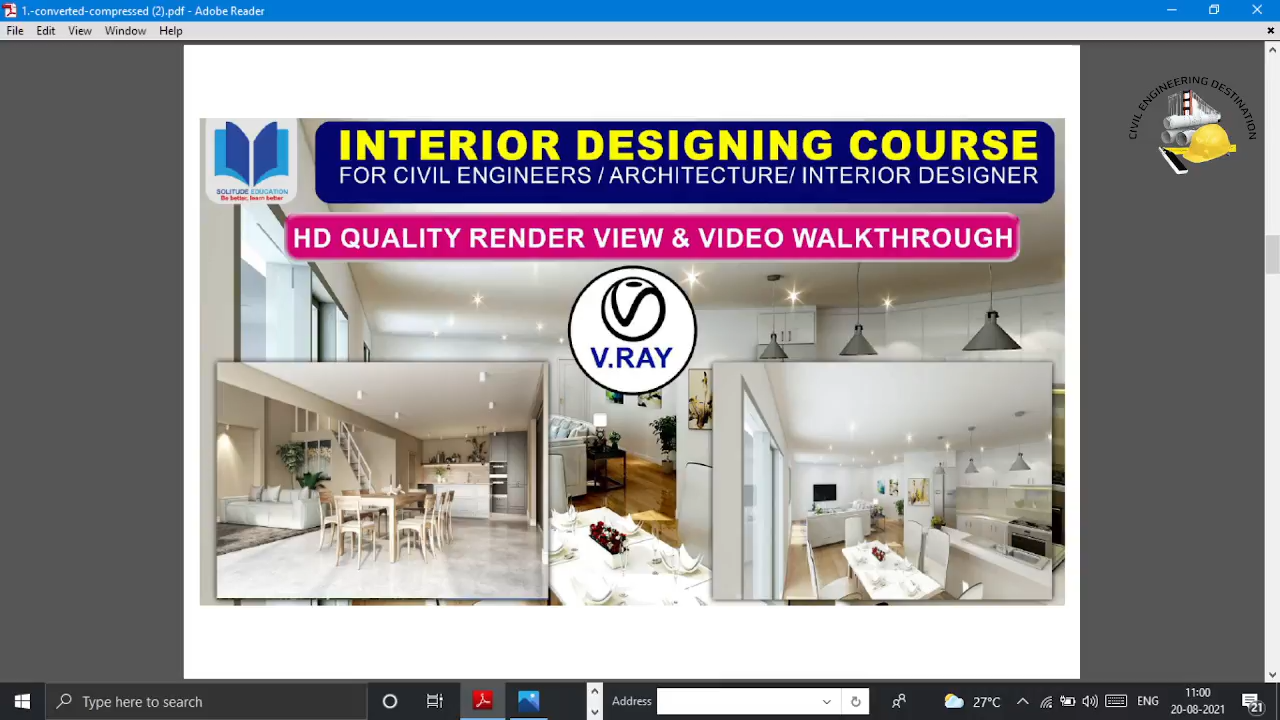 1.-converted-compressed (2).pdf - Adobe Reader
File Edit View Window Help
CIVIL ENGINEERING DESTINATION
INTERIOR DESIGNING COURSE
FOR CIVIL ENGINEERS / ARCHITECTURE/ INTERIOR DESIGNER
SOLITUDE EDUCATION
Be better, learn better
HD QUALITY RENDER VIEW & VIDEO WALKTHROUGH
V.RAY
Type here to search
Address
27°C
ENG
11:00
20-08-2021
21